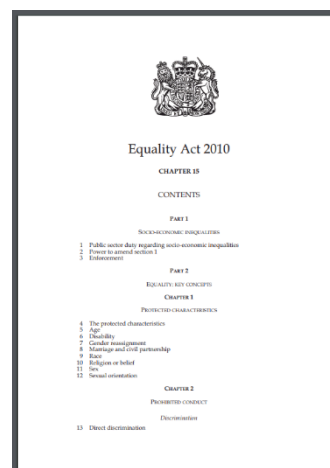 Equality Act 2010
CHAPTER 15
CONTENTS
PART 1
SOCIO-ECONOMIC INEQUALITIES
1 Public sector duty regarding socio-economic inequalities
2 Power to amend section 1
3 Enforcement
PART 2
EQUALITY: KEY CONCEPTS
CHAPTER 1
PROTECTED CHARACTERISTICS
4 The protected characteristics
5 Age
6 Disability
7 Gender reassignment
8 Marriage and civil partnership
9 Race
10 Religion or belief
11 Sex
12 Sexual orientation
CHAPTER 2
PROHIBITED CONDUCT
Discrimination
13 Direct discrimination